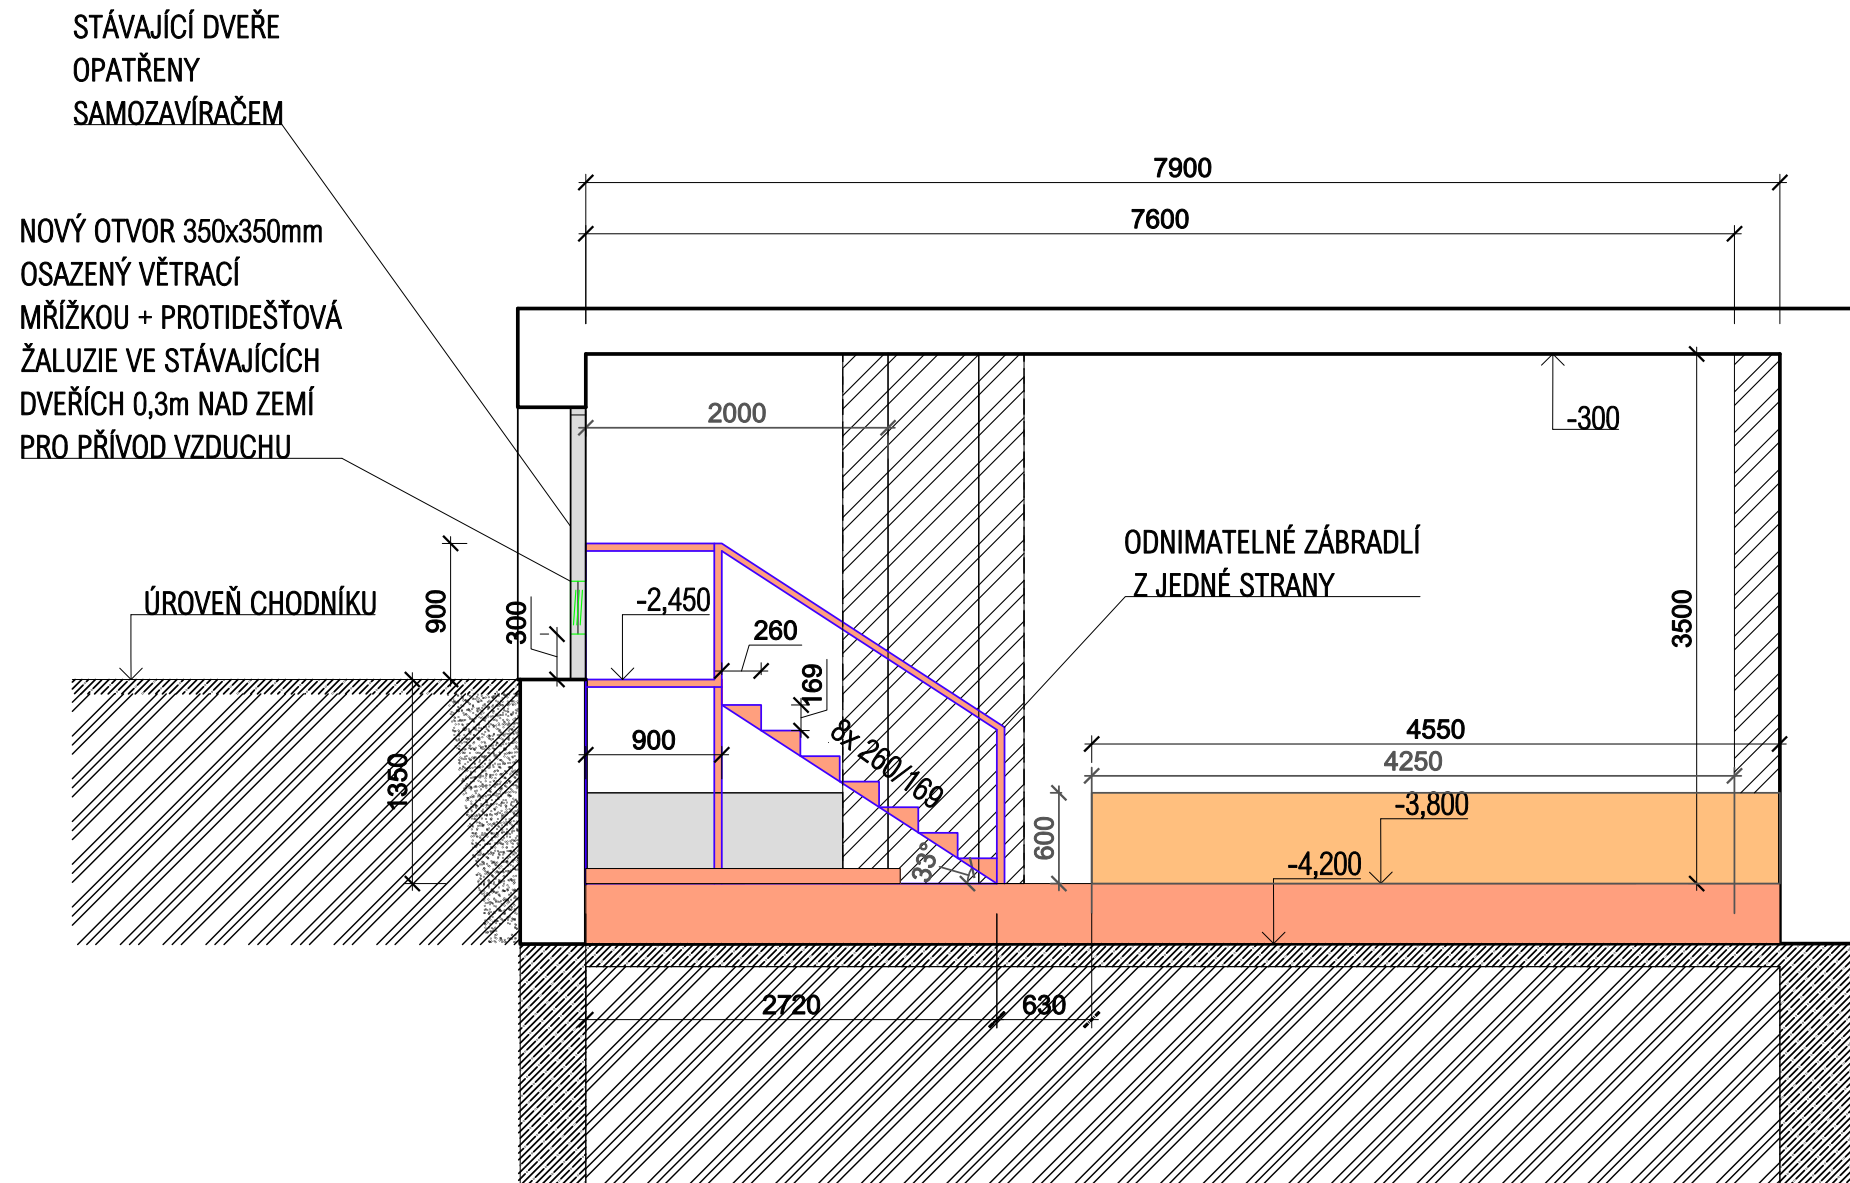 STÁVAJÍCÍ DVEŘE
OPATŘENY
SAMOZAVÍRAČEM
7900
7600
NOVÝ OTVOR 350x350mm
OSAZENÝ VĚTRACÍ
MŘÍŽKOU + PROTIDEŠŤOVÁ
ŽALUZIE VE STÁVAJÍCÍCH
DVEŘÍCH 0,3m NAD ZEMÍ
PRO PŘÍVOD VZDUCHU
2000
-300
ODNIMATELNÉ ZÁBRADLÍ
Z JEDNÉ STRANY
ÚROVEŇ CHODNÍKU
900
300
-2,450
260
169
3500
8x 260/169
900
1350
4550
4250
-3,800
600
33°
-4,200
2720
630